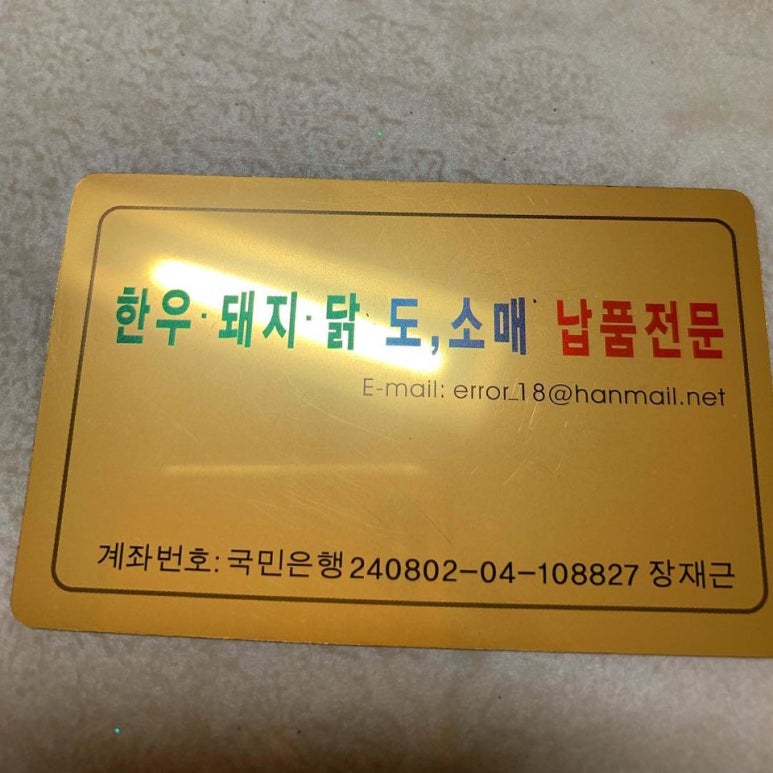 한우·돼지·닭 도,소매 납품전문
E-mail: error_18@hanmail.net
계좌번호: 국민은행 240802-04-108827 장재근